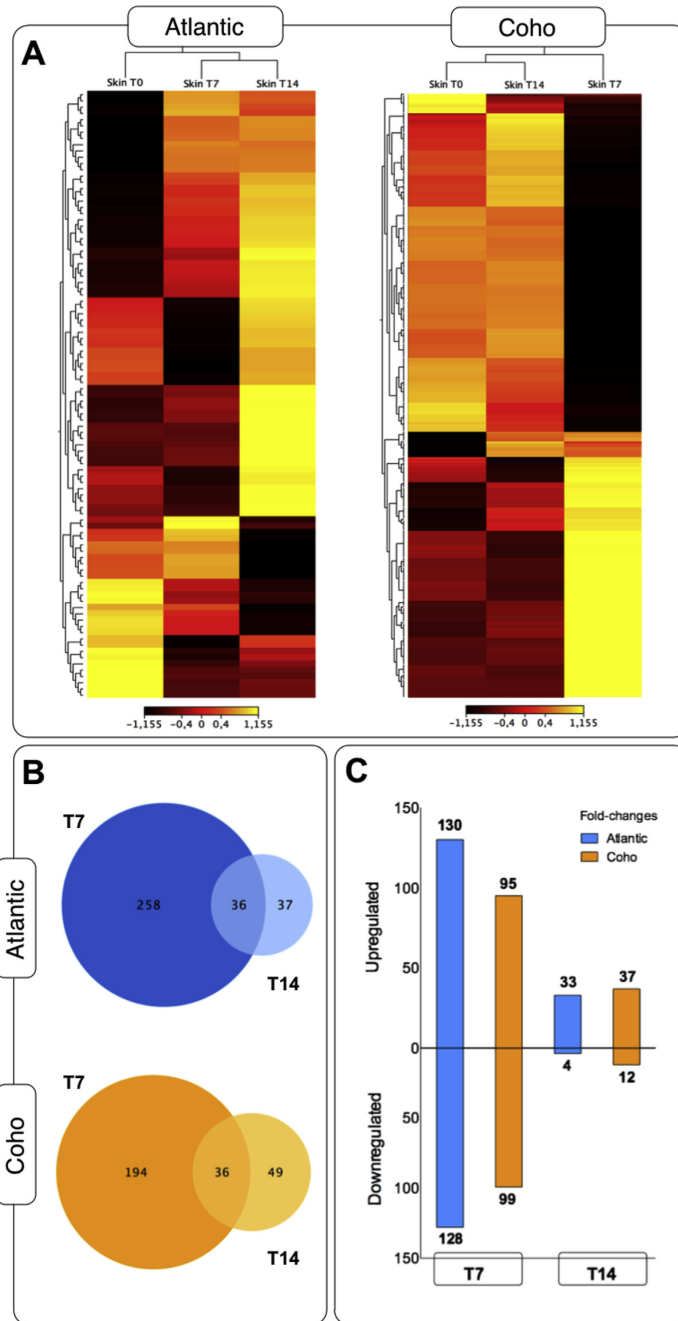 A
Atlantic
Skin T0 Skin T7 Skin T14
-1,155 -0,4 0 0,4 1,155
Coho
Skin T0 Skin T14 Skin T7
-1,155 -0,4 0 0,4 1,155
B
Atlantic
T7
258 36 37
T14
Coho
T7
194 36 49
T14
C
Fold-changes
Atlantic
Coho
Upregulated
Downregulated
150
100
50
0
50
100
150
130
95
33
37
128
99
4
12
T7 T14